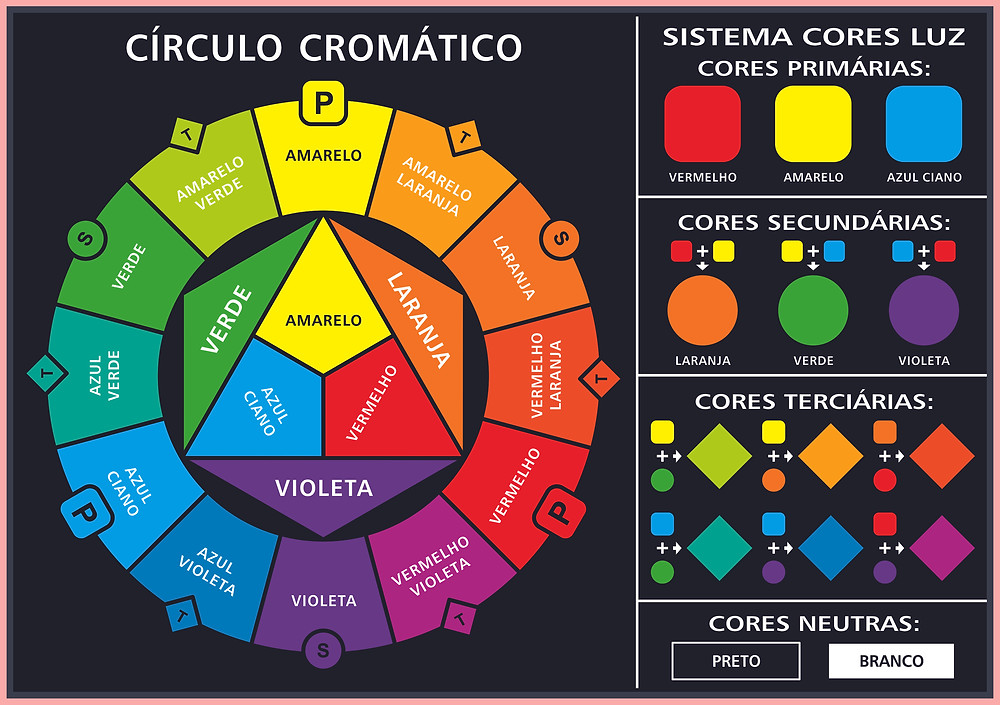 CÍRCULO CROMÁTICO
P
AMARELO
T
AMARELO
LARANJA
S
LARANJA
T
VERMELHO
LARANJA
P
VERMELHO
T
VERMELHO
VIOLETA
S
VIOLETA
T
AZUL
VIOLETA
P
AZUL
CIANO
T
AZUL
VERDE
S
VERDE
T
AMARELO
VERDE
VERDE
LARANJA
AMARELO
AZUL
CIANO
VERMELHO
VIOLETA
SISTEMA CORES LUZ
CORES PRIMÁRIAS:
VERMELHO
AMARELO
AZUL CIANO
CORES SECUNDÁRIAS:
+ + +
LARANJA
VERDE
VIOLETA
CORES TERCIÁRIAS:
+ + +
+ + +
CORES NEUTRAS:
PRETO
BRANCO